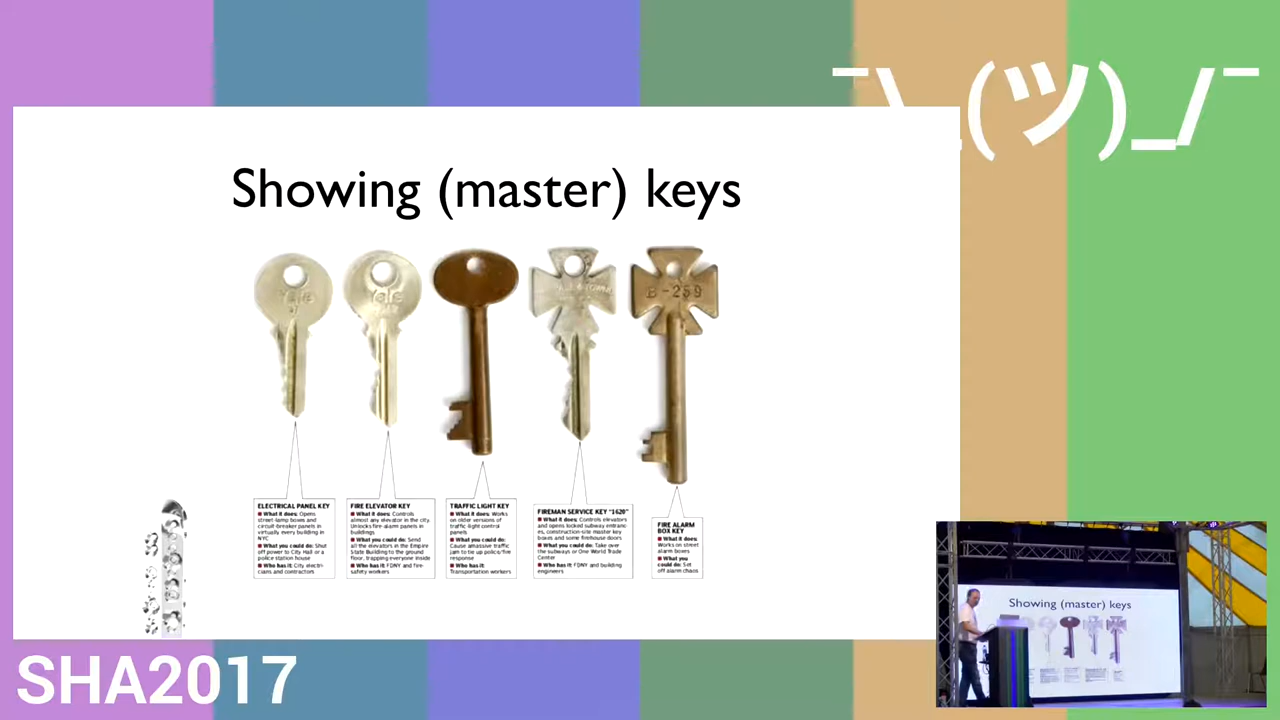 ¯\_(ツ)_/¯
Showing (master) keys
Yale
Yale
YALE & TOWNE
B-259
ELECTRICAL PANEL KEY
What it does: Opens
street-lamp boxes and
circuit-breaker panels in
virtually every building in
NYC
What you could do: Shut
off power to City Hall or a
police station house
Who has it: City electri-
cians and contractors
FIRE ELEVATOR KEY
What it does: Controls
almost any elevator in the city.
Unlocks fire-alarm panels in
buildings
What you could do: Send
all the elevators in the Empire
State Building to the ground
floor, trapping everyone inside
Who has it: FDNY and fire-
safety workers
TRAFFIC LIGHT KEY
What it does: Works
on older versions of
traffic-light control
panels
What you could do:
Cause amassive traffic
jam to tie up police/fire
response
Who has it:
Transportation workers
FIREMAN SERVICE KEY “1620”
What it does: Controls elevators
and opens locked subway entranc-
es, construction-site master key
boxes and some firehouse doors
What you could do: Take over
the subways or One World Trade
Center
Who has it: FDNY and building
engineers
FIRE ALARM
BOX KEY
What it does:
Works on street
alarm boxes
What you
could do: Set
off alarm chaos
Showing (master) keys
SHA2017